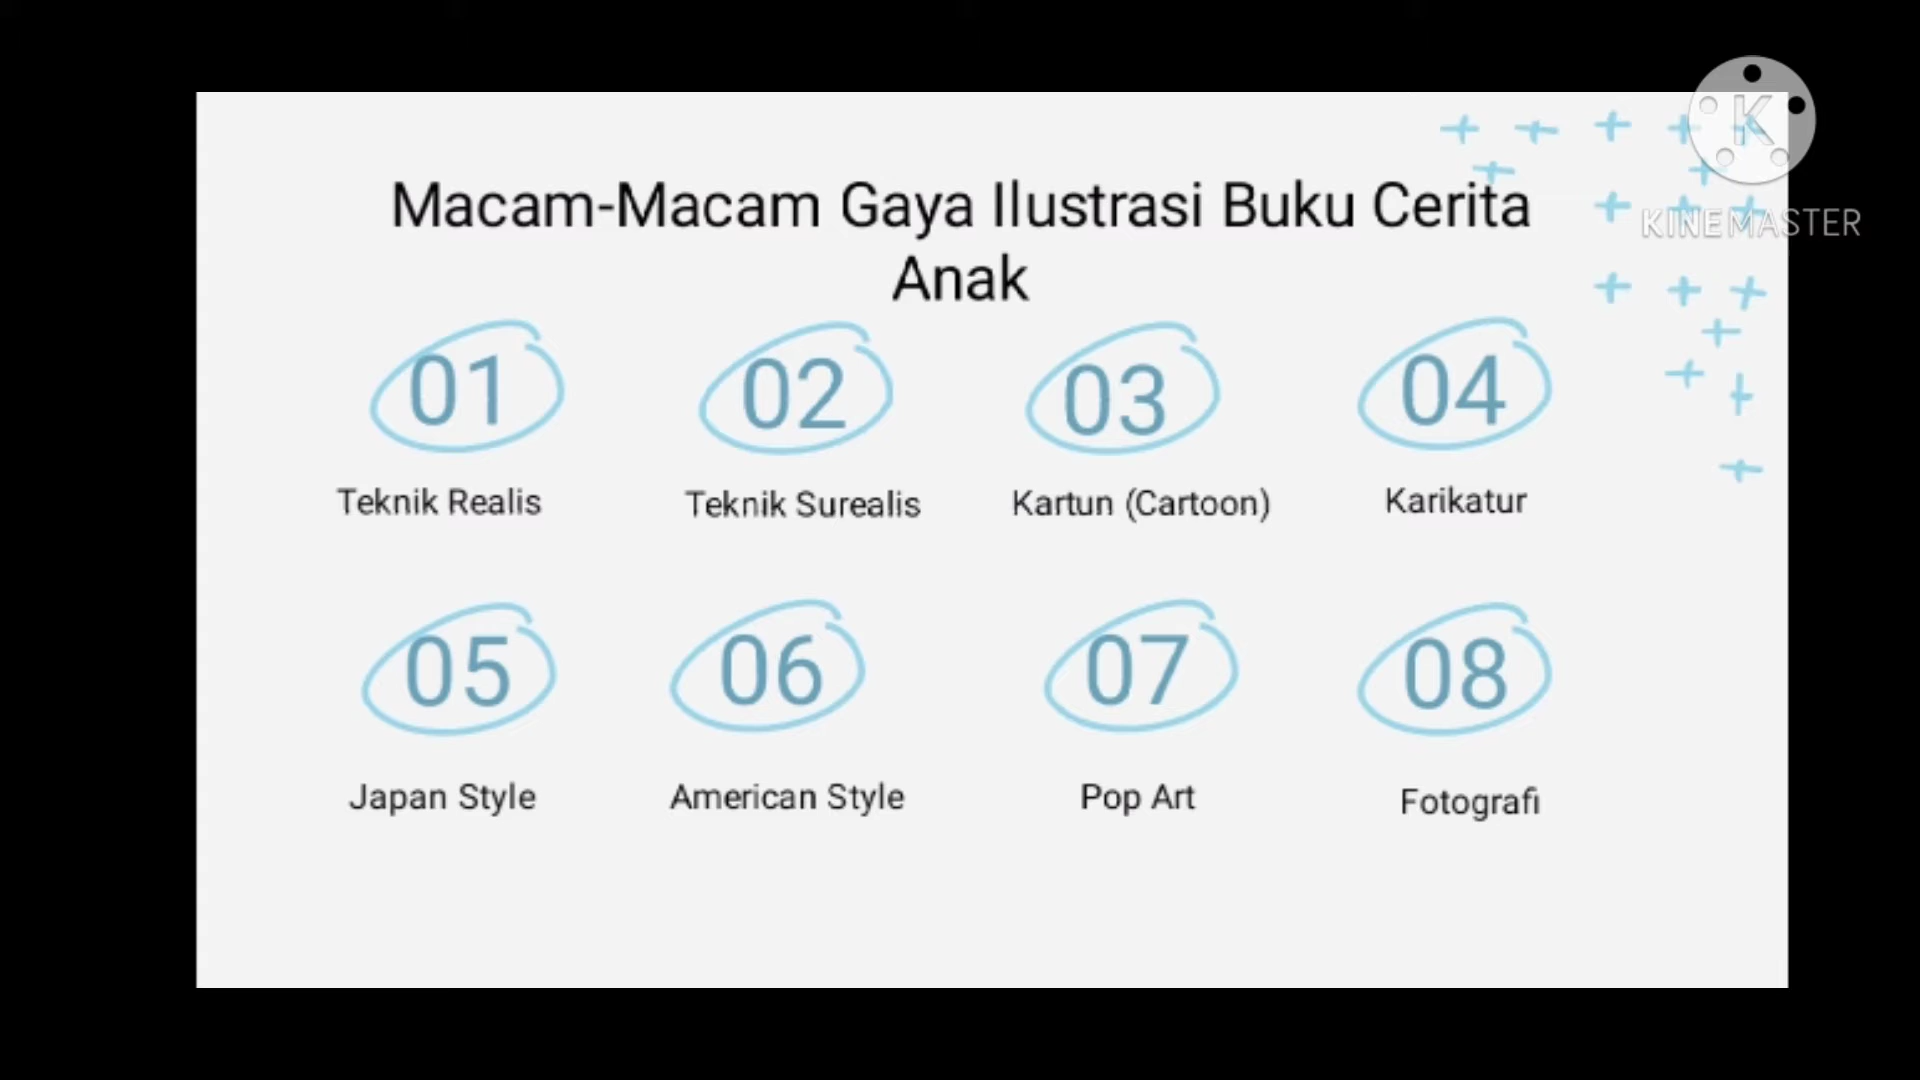 Macam-Macam Gaya Ilustrasi Buku Cerita
Anak
01
02
03
04
Teknik Realis
Teknik Surealis
Kartun (Cartoon)
Karikatur
05
06
07
08
Japan Style
American Style
Pop Art
Fotografi
K
KINEMASTER